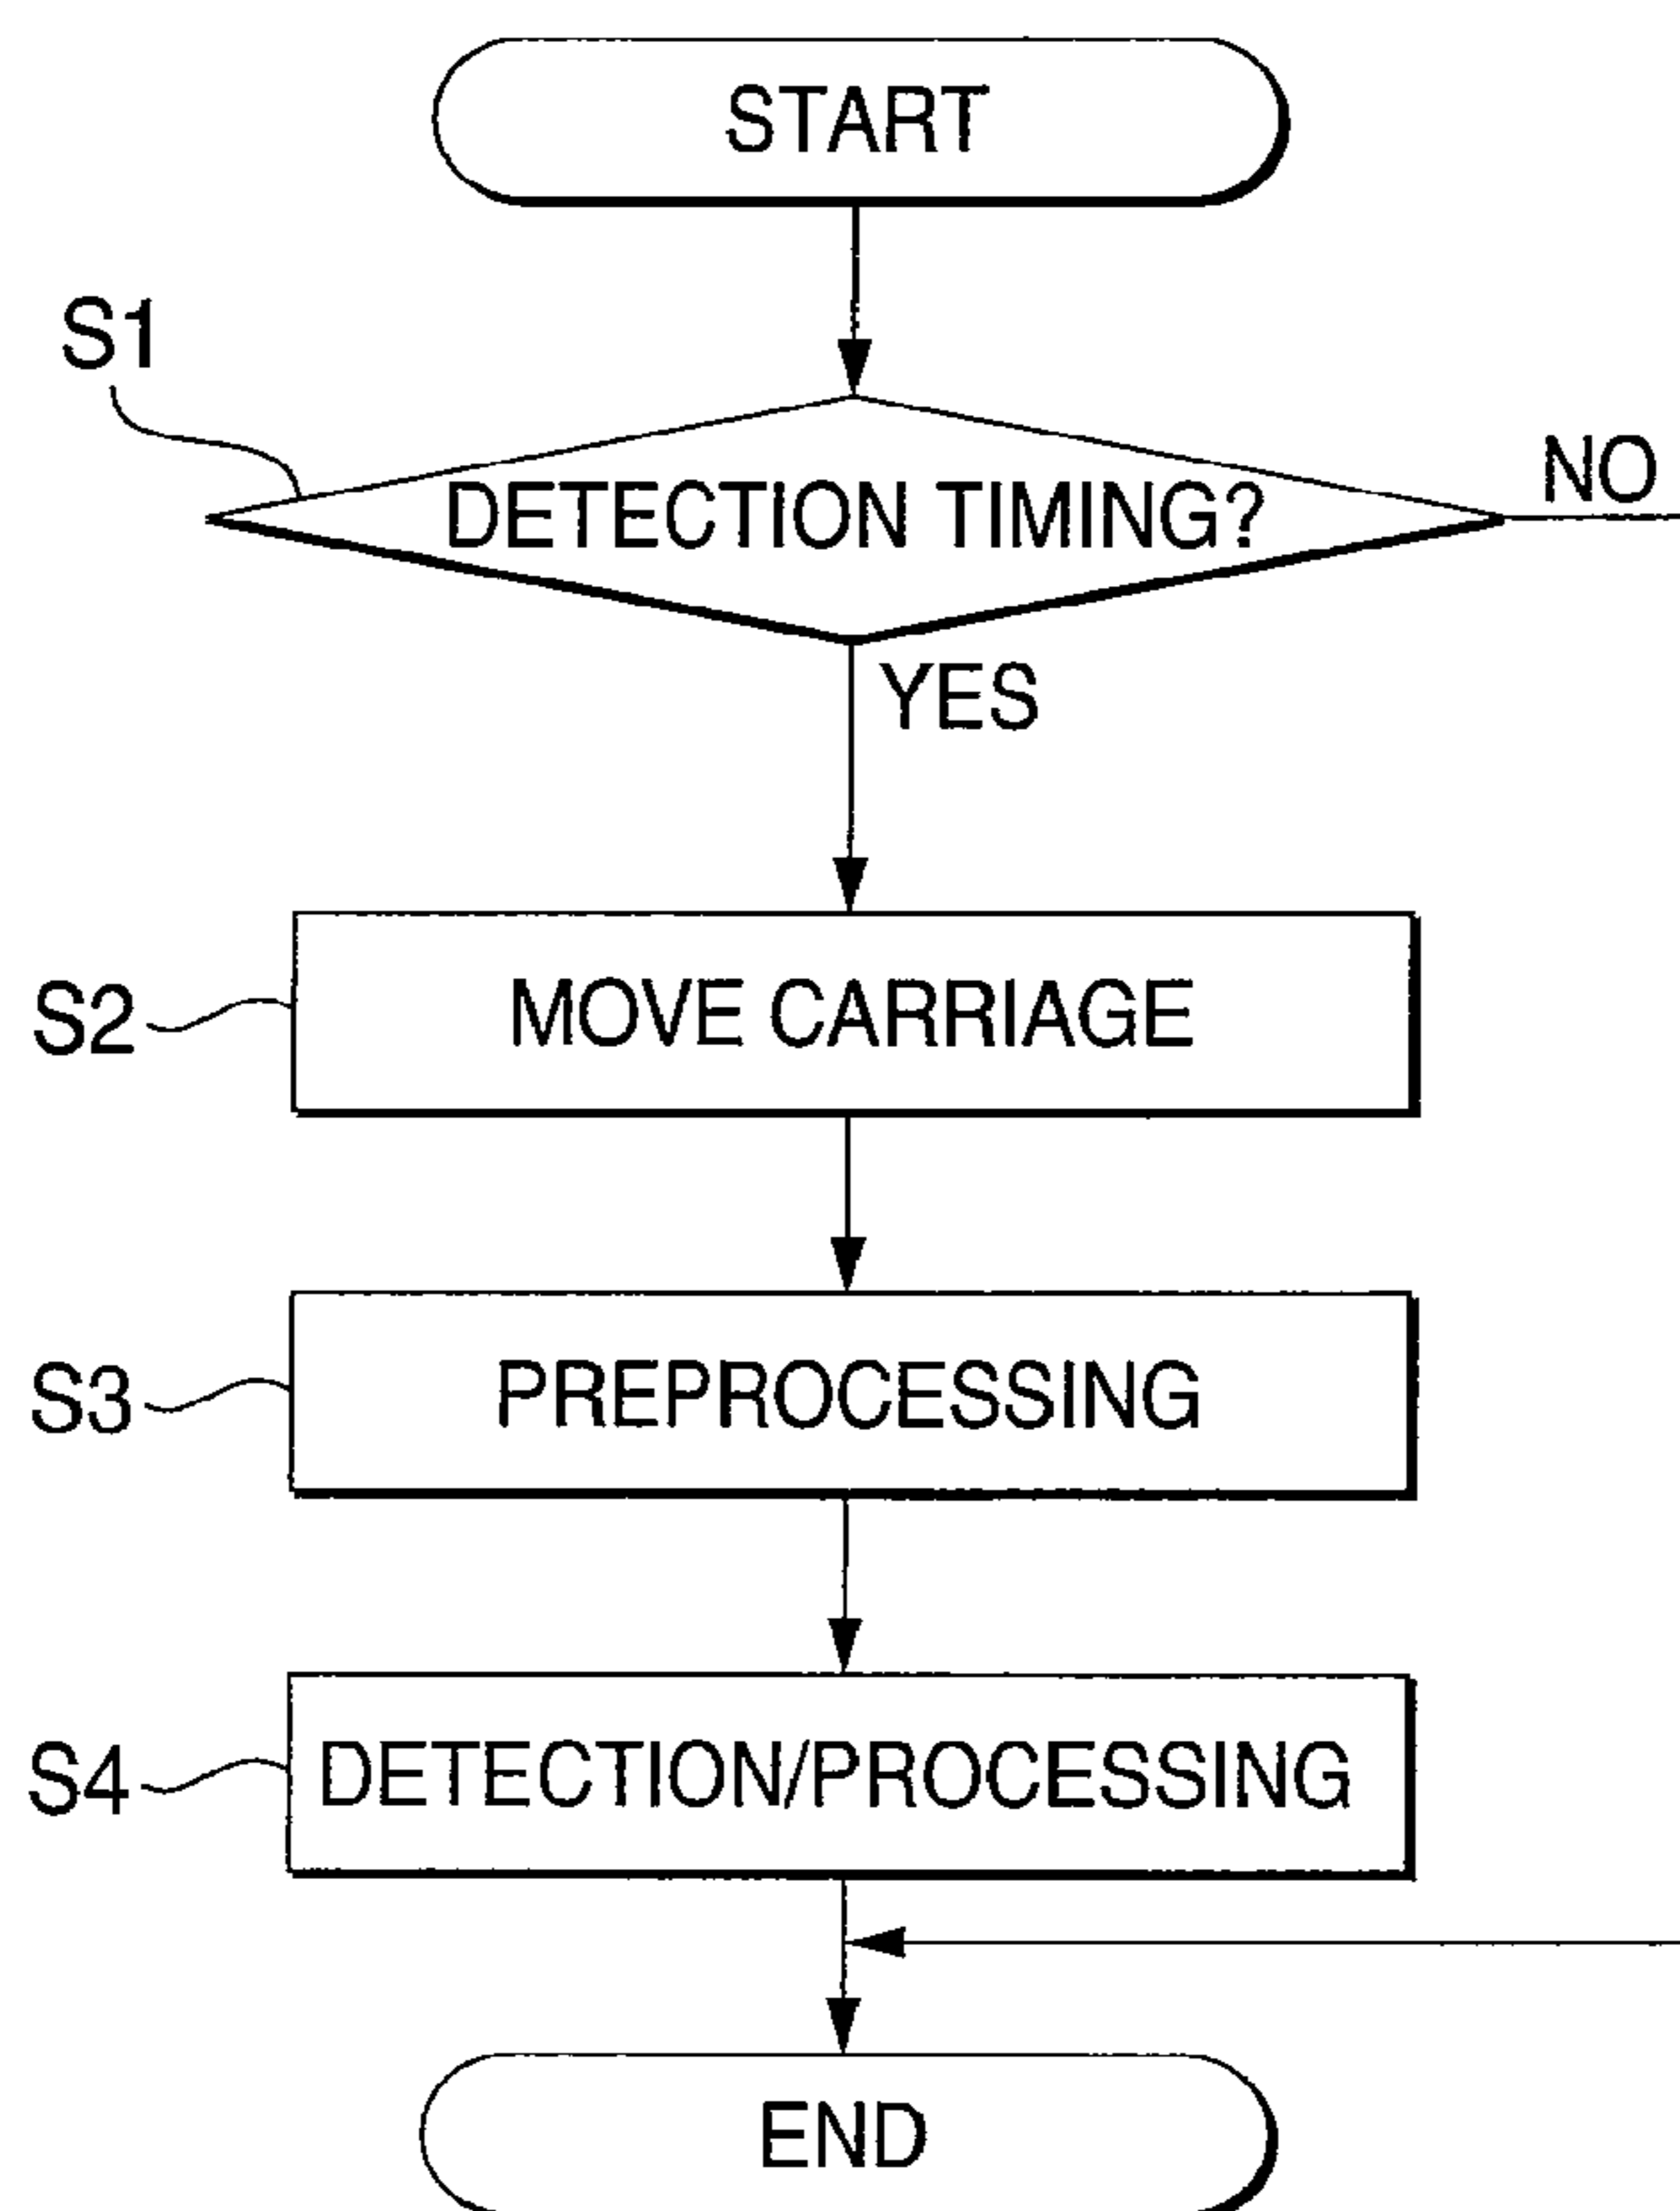 START
S1
NO
DETECTION TIMING?
YES
S2
MOVE CARRIAGE
S3
PREPROCESSING
S4
DETECTION/PROCESSING
END